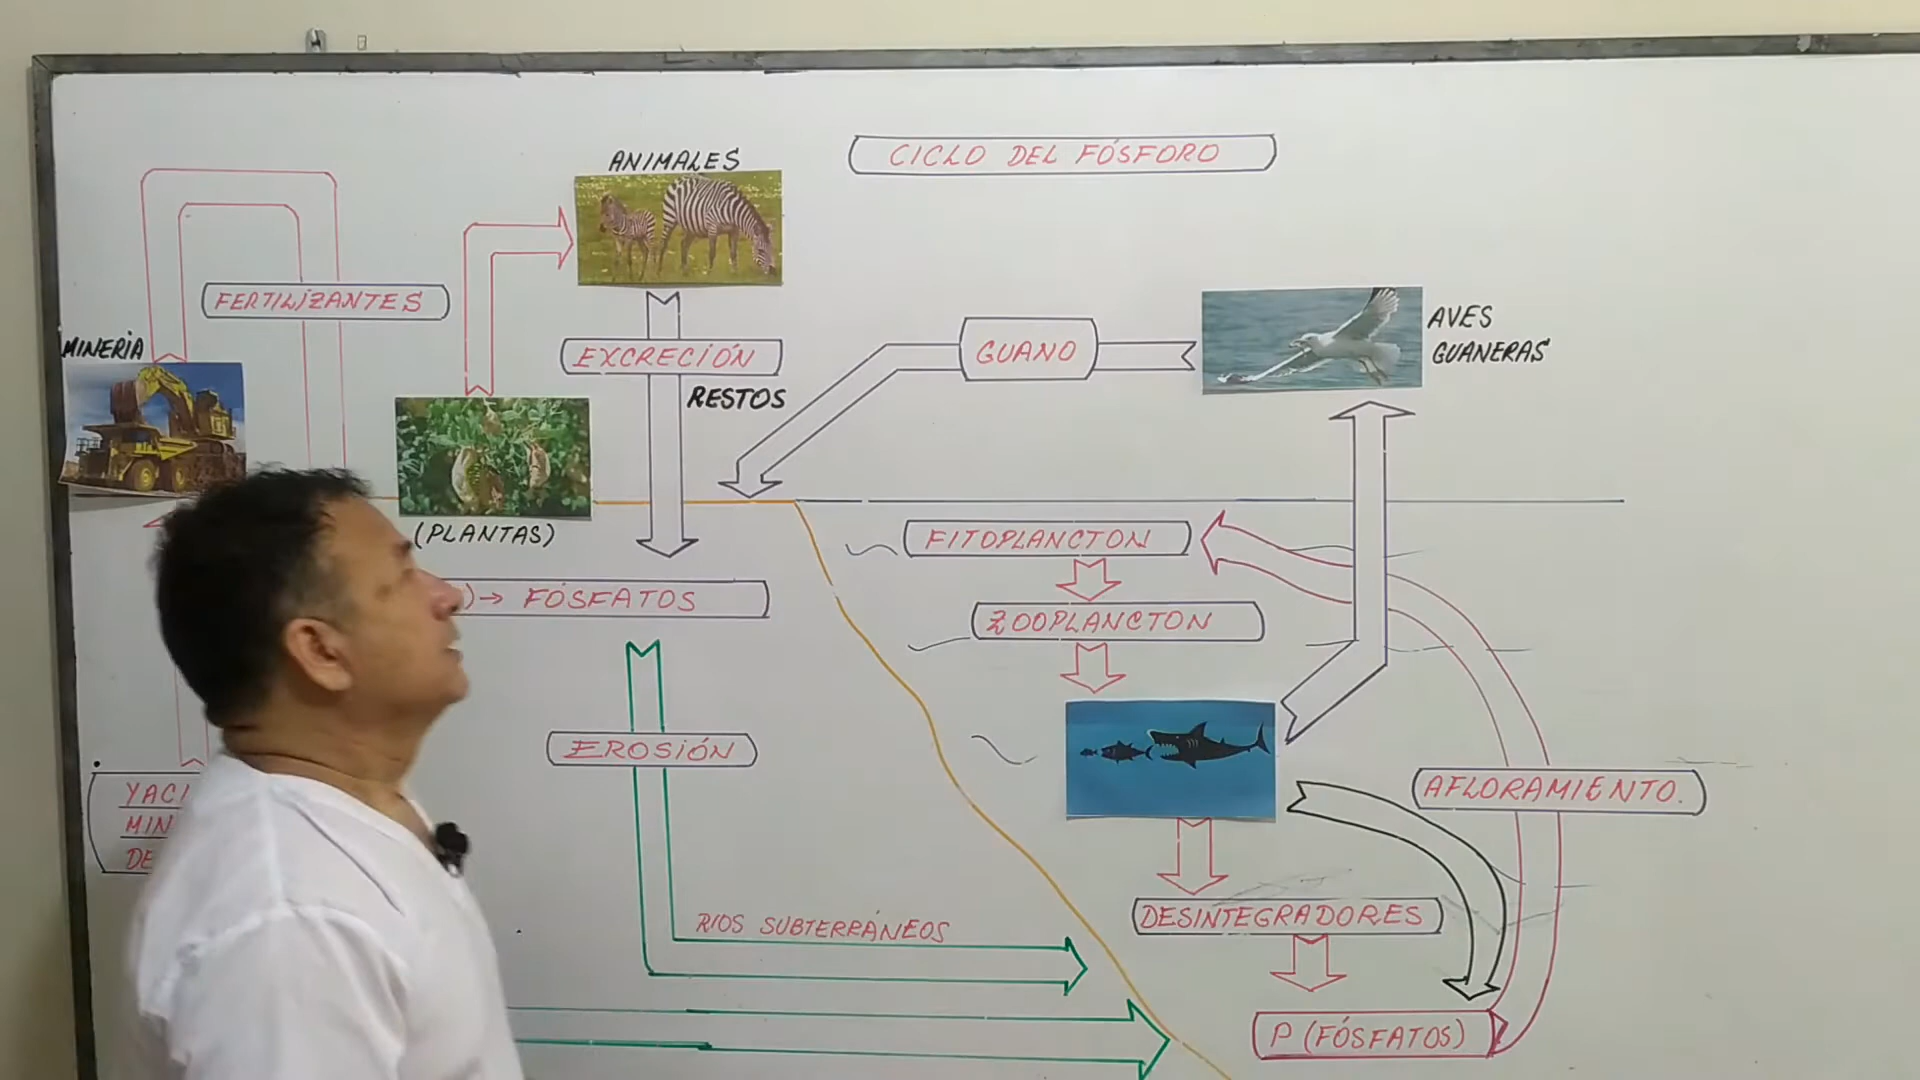 CICLO DEL FÓSFORO
ANIMALES
FERTILIZANTES
MINERIA
EXCRECIÓN
RESTOS
GUANO
AVES
GUANERAS
(PLANTAS)
→ FÓSFATOS
FITOPLANCTON
ZOOPLANCTON
EROSIÓN
AFLORAMIENTO.
DESINTEGRADORES
RIOS SUBTERRÁNEOS
P (FÓSFATOS)